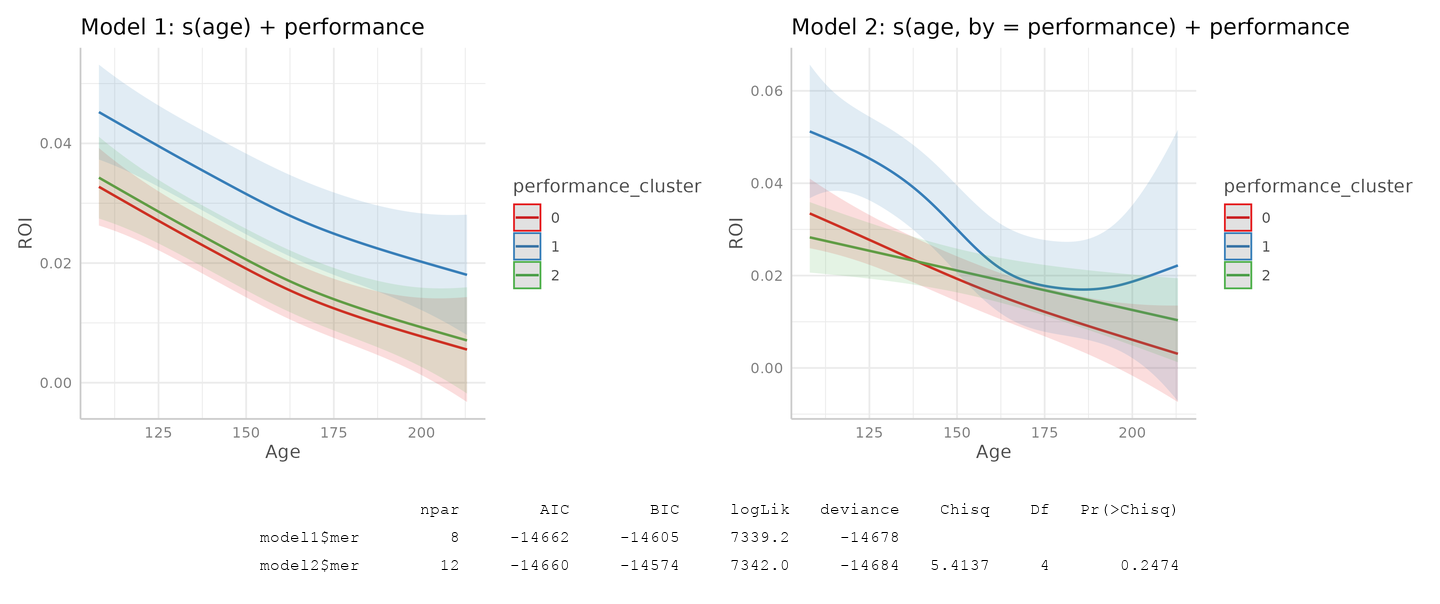 Model 1: s(age) + performance
0.04
0.02
0.00
ROI
125 150 175 200
Age
performance_cluster
0
1
2
Model 2: s(age, by = performance) + performance
0.06
0.04
0.02
0.00
ROI
125 150 175 200
Age
performance_cluster
0
1
2
npar AIC BIC logLik deviance Chisq Df Pr(>Chisq)
model1$mer 8 -14662 -14605 7339.2 -14678
model2$mer 12 -14660 -14574 7342.0 -14684 5.4137 4 0.2474